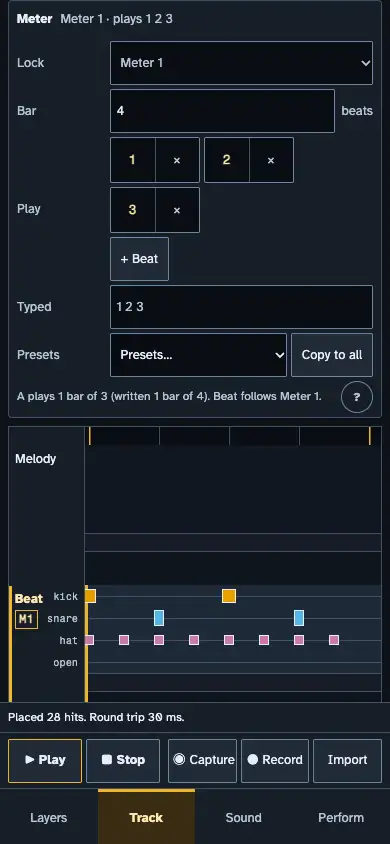 Meter Meter 1 · plays 1 2 3
Lock Meter 1
Bar 4 beats
1 × 2 ×
Play 3 ×
+ Beat
Typed 1 2 3
Presets Presets... Copy to all
A plays 1 bar of 3 (written 1 bar of 4). Beat follows Meter 1. ?
Melody
Beat kick
M1 snare
hat
open
Placed 28 hits. Round trip 30 ms.
▶ Play ■ Stop ◉ Capture ● Record Import
Layers Track Sound Perform